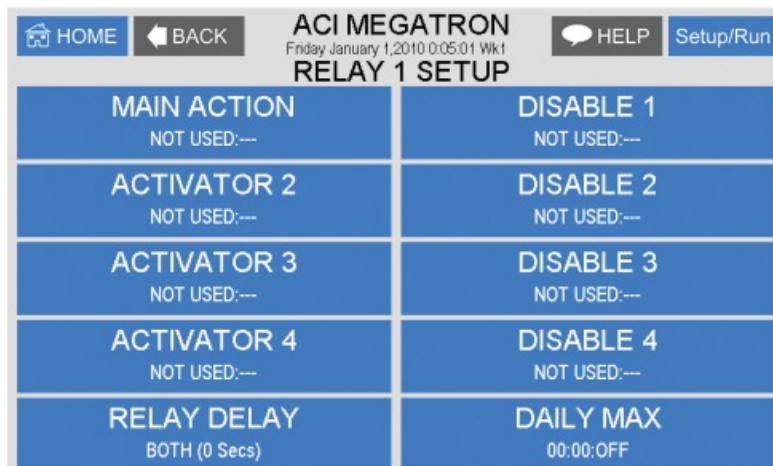 HOME
BACK
ACI MEGATRON
Friday January 1,2010 0:05:01 Wk1
RELAY 1 SETUP
HELP
Setup/Run
MAIN ACTION
NOT USED:---
DISABLE 1
NOT USED:---
ACTIVATOR 2
NOT USED:---
DISABLE 2
NOT USED:---
ACTIVATOR 3
NOT USED:---
DISABLE 3
NOT USED:---
ACTIVATOR 4
NOT USED:---
DISABLE 4
NOT USED:---
RELAY DELAY
BOTH (0 Secs)
DAILY MAX
00:00:OFF